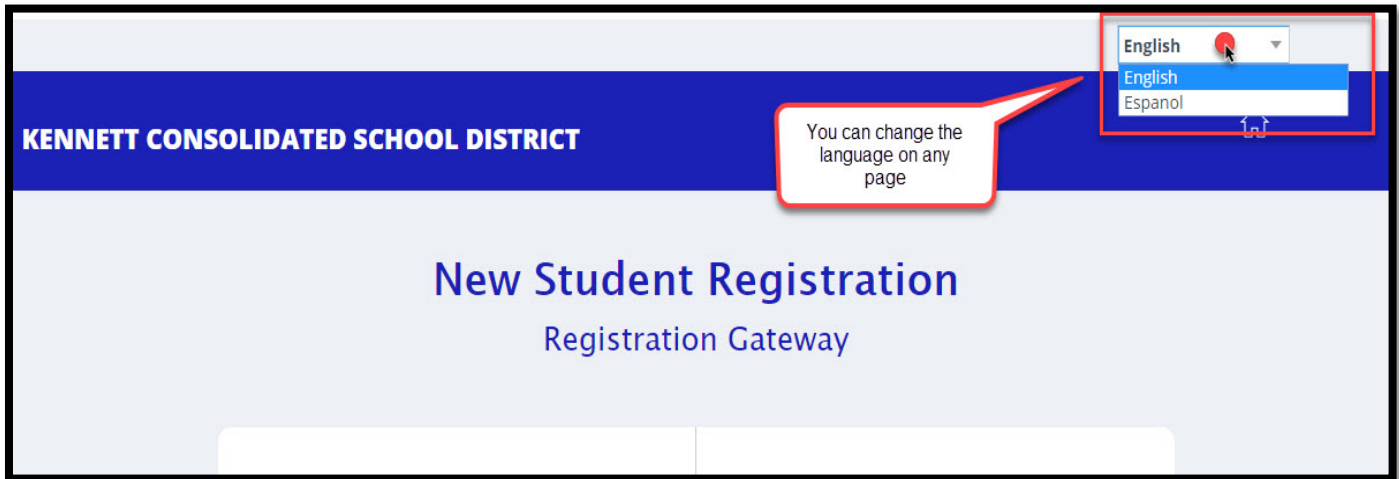 English
English
Espanol
KENNETT CONSOLIDATED SCHOOL DISTRICT
You can change the
language on any
page
New Student Registration
Registration Gateway